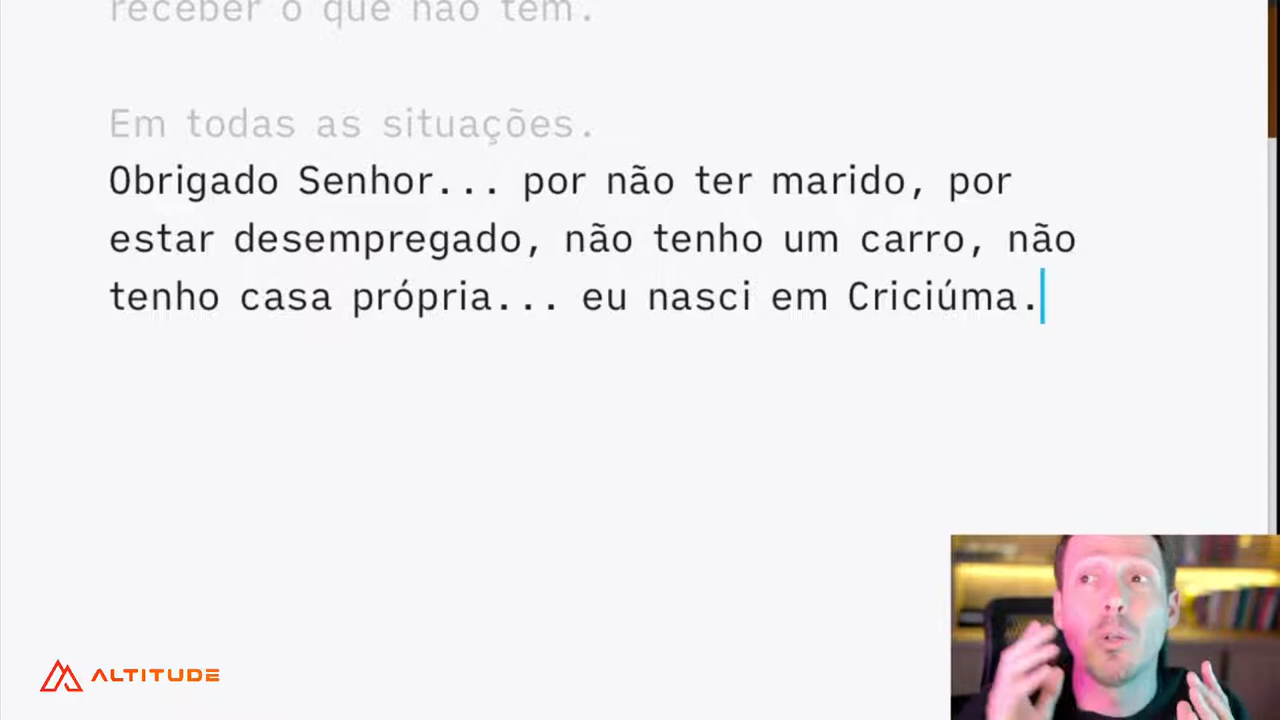 receber o que não tem.
Em todas as situações.
Obrigado Senhor... por não ter marido, por
estar desempregado, não tenho um carro, não
tenho casa própria... eu nasci em Criciúma.
ALTITUDE